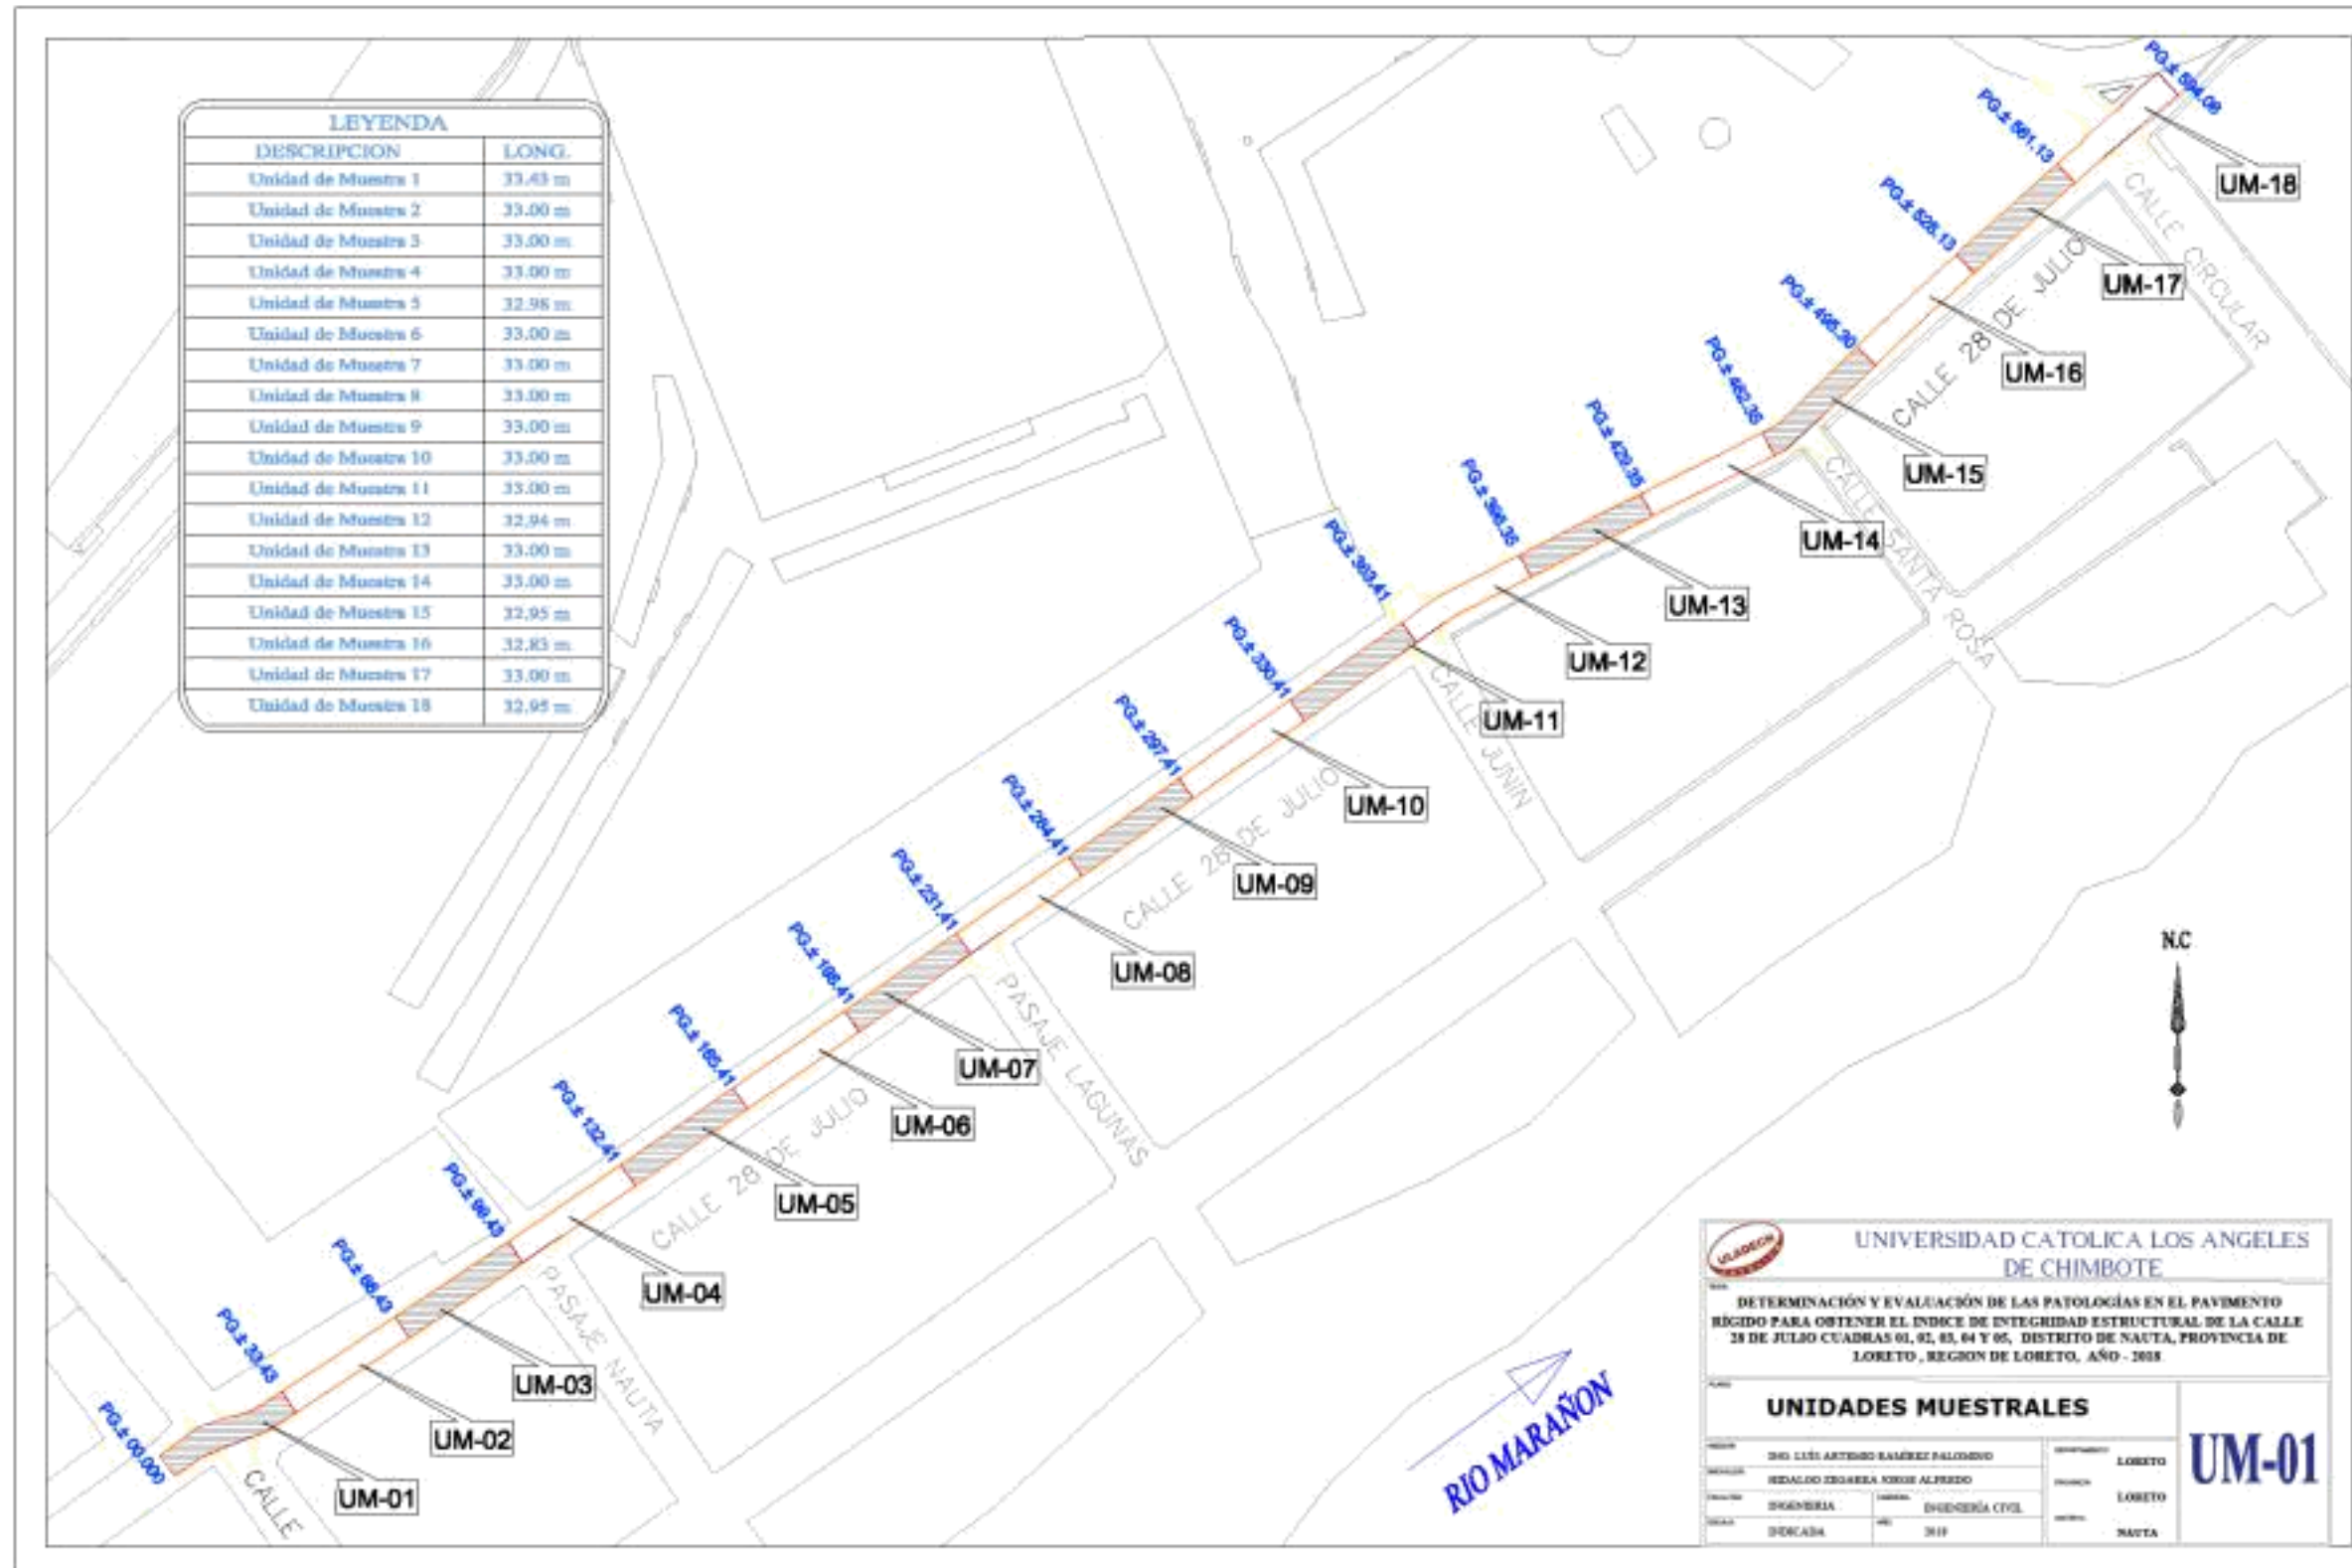 LEYENDA
DESCRIPCION LONG.
Unidad de Muestra 1 33.43 m
Unidad de Muestra 2 33.00 m
Unidad de Muestra 3 33.00 m
Unidad de Muestra 4 33.00 m
Unidad de Muestra 5 32.98 m
Unidad de Muestra 6 33.00 m
Unidad de Muestra 7 33.00 m
Unidad de Muestra 8 33.00 m
Unidad de Muestra 9 33.00 m
Unidad de Muestra 10 33.00 m
Unidad de Muestra 11 33.00 m
Unidad de Muestra 12 32.94 m
Unidad de Muestra 13 33.00 m
Unidad de Muestra 14 33.00 m
Unidad de Muestra 15 32.95 m
Unidad de Muestra 16 32.83 m
Unidad de Muestra 17 33.00 m
Unidad de Muestra 18 32.95 m
PG.± 594.08
PG.± 561.13
UM-18
CALLE CIRCULAR
PG.± 528.13
UM-17
CALLE 28 DE JULIO
PG.± 495.30
UM-16
PG.± 462.35
UM-15
PG.± 429.35
CALLE SANTA ROSA
UM-14
PG.± 396.35
UM-13
PG.± 363.41
UM-12
PG.± 330.41
CALLE JUNIN
UM-11
PG.± 297.41
UM-10
CALLE 28 DE JULIO
PG.± 264.41
UM-09
PG.± 231.41
UM-08
PG.± 198.41
PASAJE LAGUNAS
UM-07
PG.± 165.41
UM-06
CALLE 28 DE JULIO
PG.± 132.41
UM-05
PG.± 99.43
UM-04
PG.± 66.43
PASAJE NAUTA
UM-03
PG.± 33.43
UM-02
PG.± 00.000
CALLE
UM-01
N.C
RIO MARAÑON
ULADECH
UNIVERSIDAD CATOLICA LOS ANGELES
DE CHIMBOTE
DETERMINACIÓN Y EVALUACIÓN DE LAS PATOLOGÍAS EN EL PAVIMENTO
RÍGIDO PARA OBTENER EL INDICE DE INTEGRIDAD ESTRUCTURAL DE LA CALLE
28 DE JULIO CUADRAS 01, 02, 03, 04 Y 05, DISTRITO DE NAUTA, PROVINCIA DE
LORETO , REGION DE LORETO, AÑO - 2018
UNIDADES MUESTRALES
UM-01
ING. LUÍS ARTEMIO RAMÍREZ PALOMINO
HIDALGO ZEGARRA JORGE ALFREDO
INGENIERIA
INGENIERÍA CIVIL
INDICADA
2019
LORETO
LORETO
NAUTA